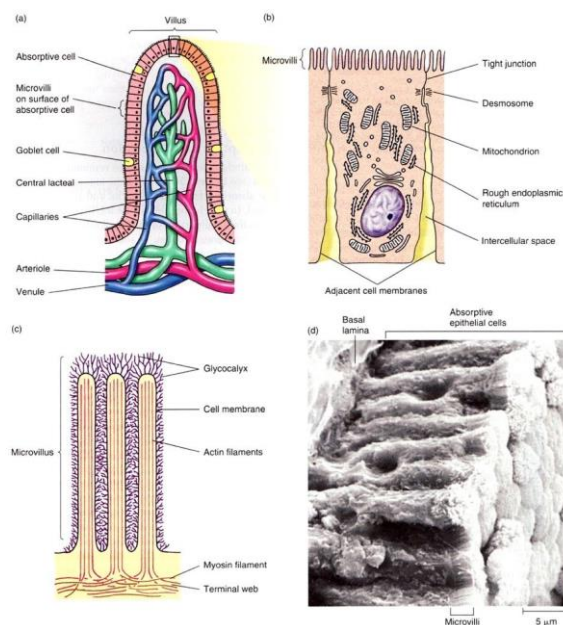 (a)
Villus
Absorptive cell
Microvilli
on surface of
absorptive cell
Goblet cell
Central lacteal
Capillaries
Arteriole
Venule
(b)
Microvilli
Tight junction
Desmosome
Mitochondrion
Rough endoplasmic
reticulum
Intercellular space
Adjacent cell membranes
(c)
Glycocalyx
Cell membrane
Microvillus
Actin filaments
Myosin filament
Terminal web
(d)
Basal
lamina
Absorptive
epithelial cells
Microvilli
5 μm